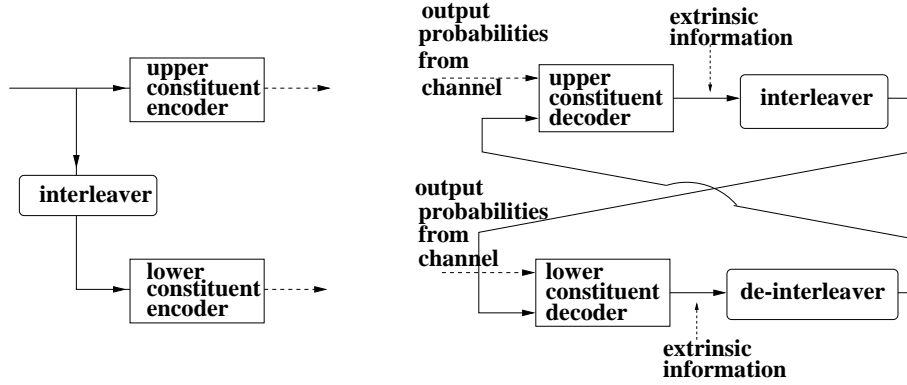 upper
constituent
encoder
interleaver
lower
constituent
encoder
output
probabilities
from
channel
upper
constituent
decoder
extrinsic
information
interleaver
output
probabilities
from
channel
lower
constituent
decoder
extrinsic
information
de-interleaver